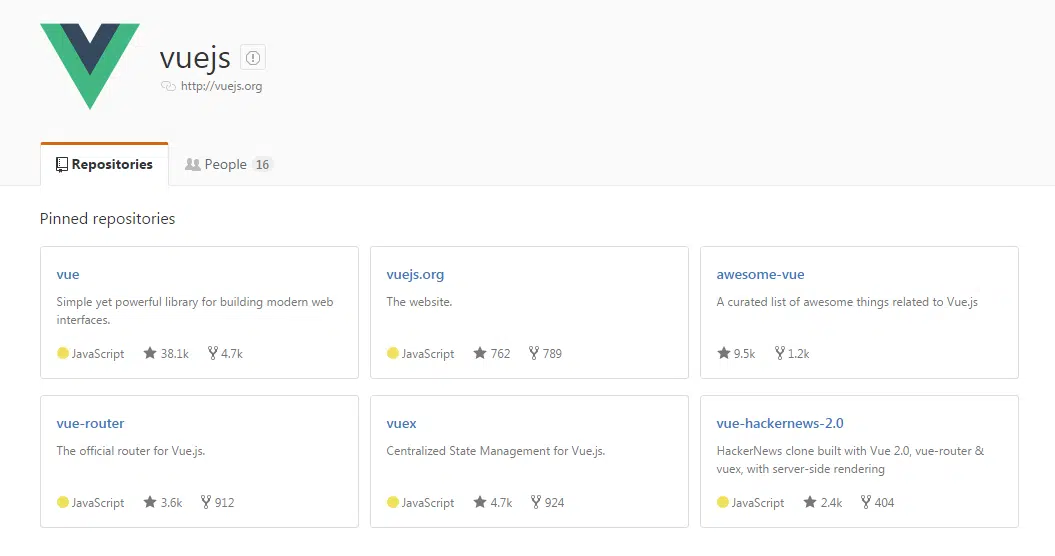 vuejs
http://vuejs.org
Repositories
People 16
Pinned repositories
vue
Simple yet powerful library for building modern web
interfaces.
JavaScript 38.1k 4.7k
vuejs.org
The website.
JavaScript 762 789
awesome-vue
A curated list of awesome things related to Vue.js
9.5k 1.2k
vue-router
The official router for Vue.js.
JavaScript 3.6k 912
vuex
Centralized State Management for Vue.js.
JavaScript 4.7k 924
vue-hackernews-2.0
HackerNews clone built with Vue 2.0, vue-router &
vuex, with server-side rendering
JavaScript 2.4k 404